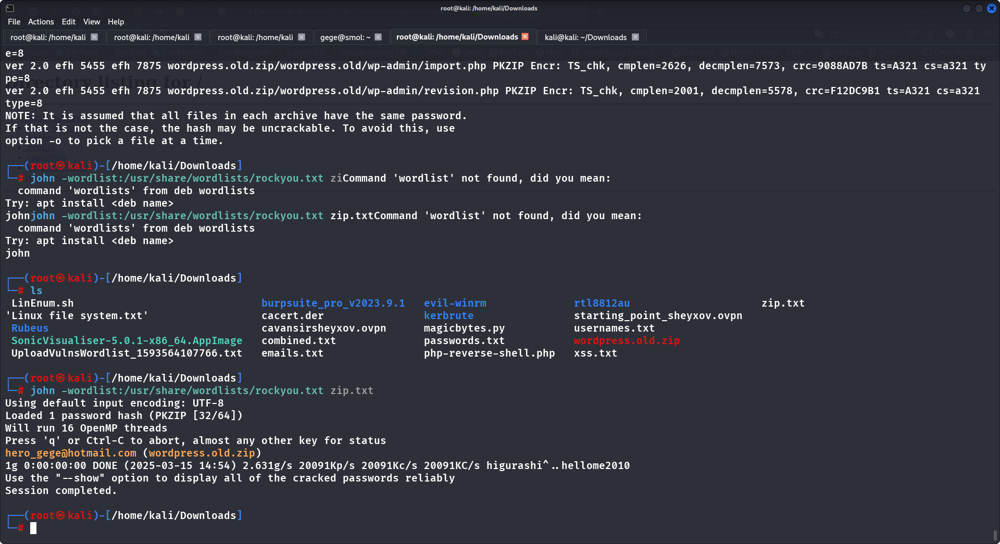 root@kali: /home/kali/Downloads
File Actions Edit View Help
root@kali: /home/kali root@kali: /home/kali root@kali: /home/kali gege@smol: ~ root@kali: /home/kali/Downloads kali@kali: ~/Downloads
e=8
ver 2.0 efh 5455 efh 7875 wordpress.old.zip/wordpress.old/wp-admin/import.php PKZIP Encr: TS_chk, cmplen=2626, decmplen=7573, crc=9088AD7B ts=A321 cs=a321 ty
pe=8
Directory listing for /
ver 2.0 efh 5455 efh 7875 wordpress.old.zip/wordpress.old/wp-admin/revision.php PKZIP Encr: TS_chk, cmplen=2001, decmplen=5578, crc=F12DC9B1 ts=A321 cs=a321
type=8
NOTE: It is assumed that all files in each archive have the same password.
If that is not the case, the hash may be uncrackable. To avoid this, use
option -o to pick a file at a time.
.profile
.viminfo@
┌──(root㉿kali)-[/home/kali/Downloads]
└─# john -wordlist:/usr/share/wordlists/rockyou.txt ziCommand 'wordlist' not found, did you mean:
command 'wordlists' from deb wordlists
Try: apt install <deb name>
johnjohn -wordlist:/usr/share/wordlists/rockyou.txt zip.txtCommand 'wordlist' not found, did you mean:
command 'wordlists' from deb wordlists
Try: apt install <deb name>
john
┌──(root㉿kali)-[/home/kali/Downloads]
└─# ls
LinEnum.sh burpsuite_pro_v2023.9.1 evil-winrm rtl8812au zip.txt
'Linux file system.txt' cacert.der kerbrute starting_point_sheyxov.ovpn
Rubeus cavansirsheyxov.ovpn magicbytes.py usernames.txt
SonicVisualiser-5.0.1-x86_64.AppImage combined.txt passwords.txt wordpress.old.zip
UploadVulnsWordlist_1593564107766.txt emails.txt php-reverse-shell.php xss.txt
┌──(root㉿kali)-[/home/kali/Downloads]
└─# john -wordlist:/usr/share/wordlists/rockyou.txt zip.txt
Using default input encoding: UTF-8
Loaded 1 password hash (PKZIP [32/64])
Will run 16 OpenMP threads
Press 'q' or Ctrl-C to abort, almost any other key for status
hero_gege@hotmail.com (wordpress.old.zip)
1g 0:00:00:00 DONE (2025-03-15 14:54) 2.631g/s 20091Kp/s 20091Kc/s 20091KC/s higurashi^..hellome2010
Use the "--show" option to display all of the cracked passwords reliably
Session completed.
┌──(root㉿kali)-[/home/kali/Downloads]
└─#